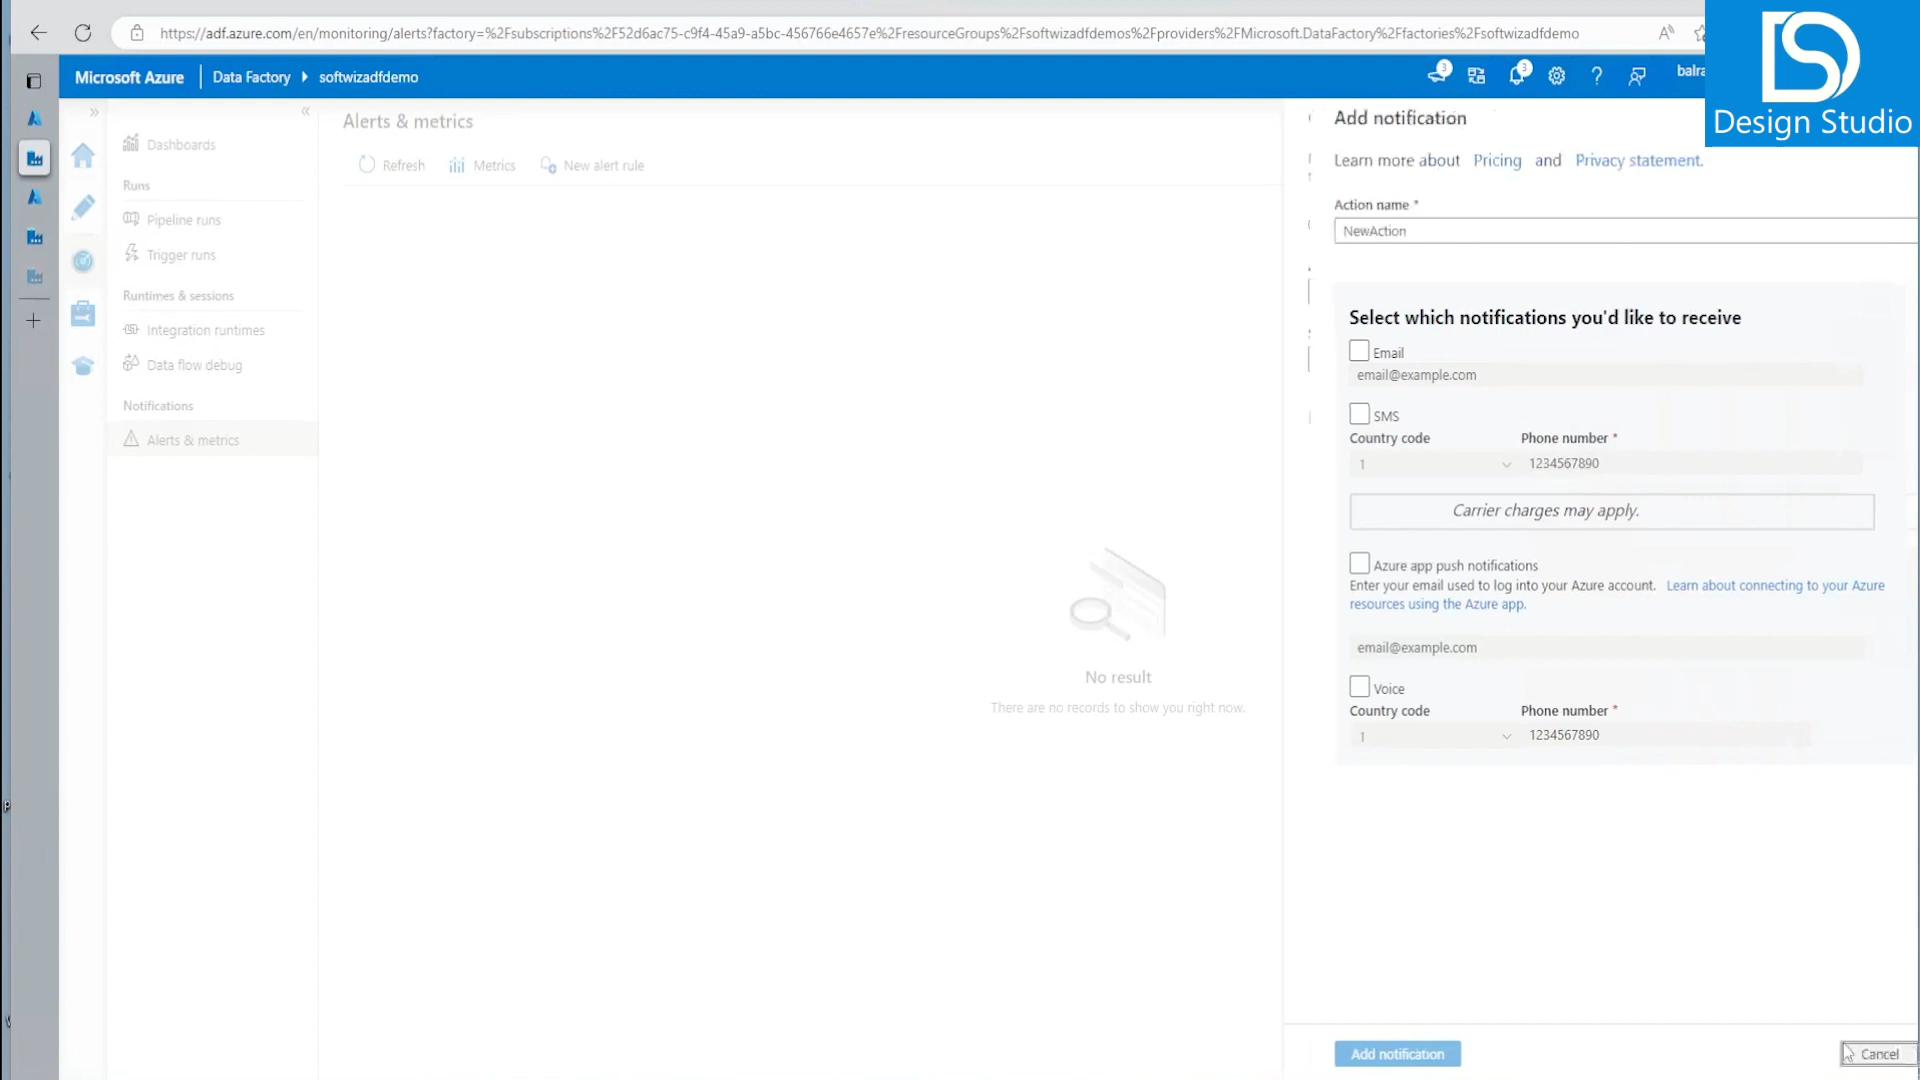 https://adf.azure.com/en/monitoring/alerts?factory=%2Fsubscriptions%2F52d6ac75-c9f4-45a9-a5bc-456766e4657e%2FresourceGroups%2Fsoftwizadfdemos%2Fproviders%2FMicrosoft.DataFactory%2Ffactories%2Fsoftwizadfdemo
Microsoft Azure
Data Factory
softwizadfdemo
3
3
balra
Design Studio
Dashboards
Runs
Pipeline runs
Trigger runs
Runtimes & sessions
Integration runtimes
Data flow debug
Notifications
Alerts & metrics
Alerts & metrics
Refresh
Metrics
New alert rule
No result
There are no records to show you right now.
Add notification
Learn more about Pricing and Privacy statement.
Action name *
NewAction
Select which notifications you'd like to receive
Email
email@example.com
SMS
Country code Phone number *
1 1234567890
Carrier charges may apply.
Azure app push notifications
Enter your email used to log into your Azure account. Learn about connecting to your Azure
resources using the Azure app.
email@example.com
Voice
Country code Phone number *
1 1234567890
Add notification
Cancel